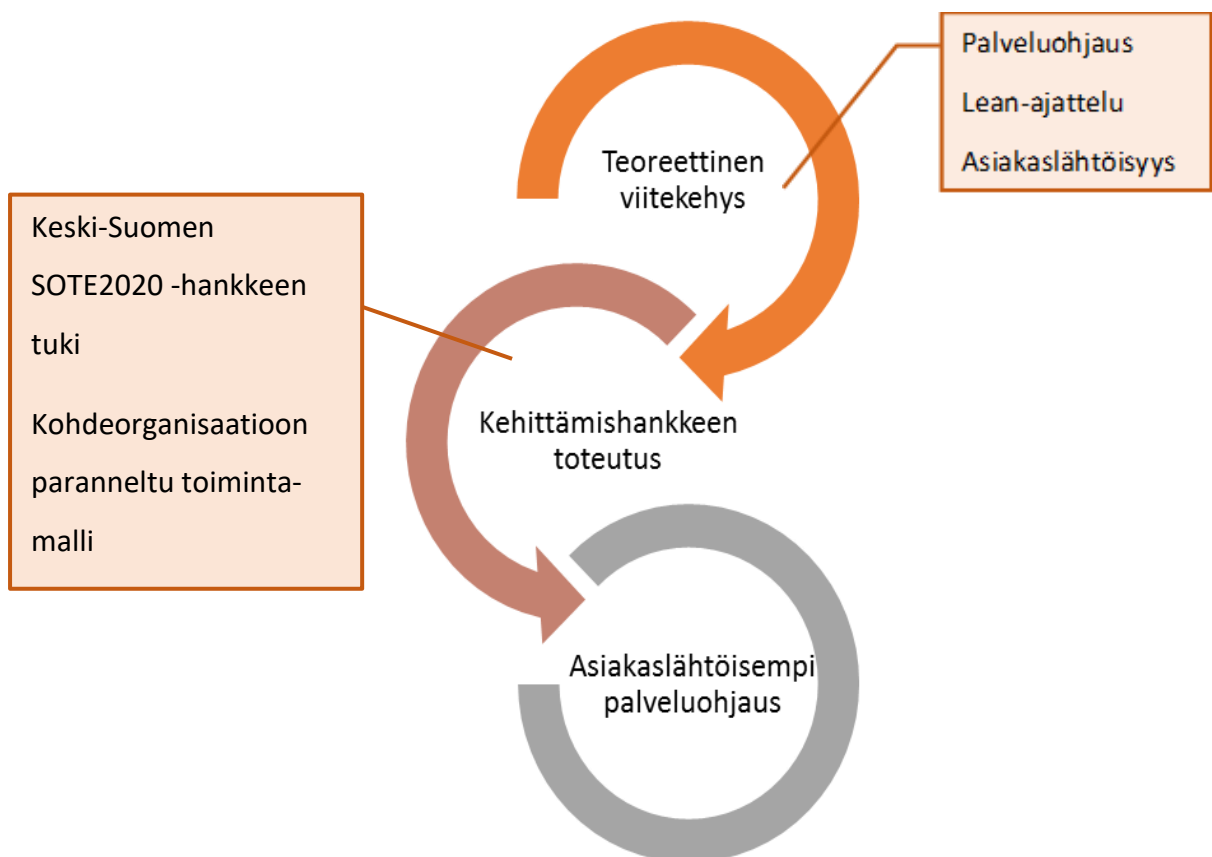 Palveluohjaus
Lean-ajattelu
Asiakaslähtöisyys
Teoreettinen
viitekehys
Keski-Suomen
SOTE2020 -hankkeen
tuki
Kohdeorganisaatioon
paranneltu toiminta-
malli
Kehittämishankkeen
toteutus
Asiakaslähtöisempi
palveluohjaus